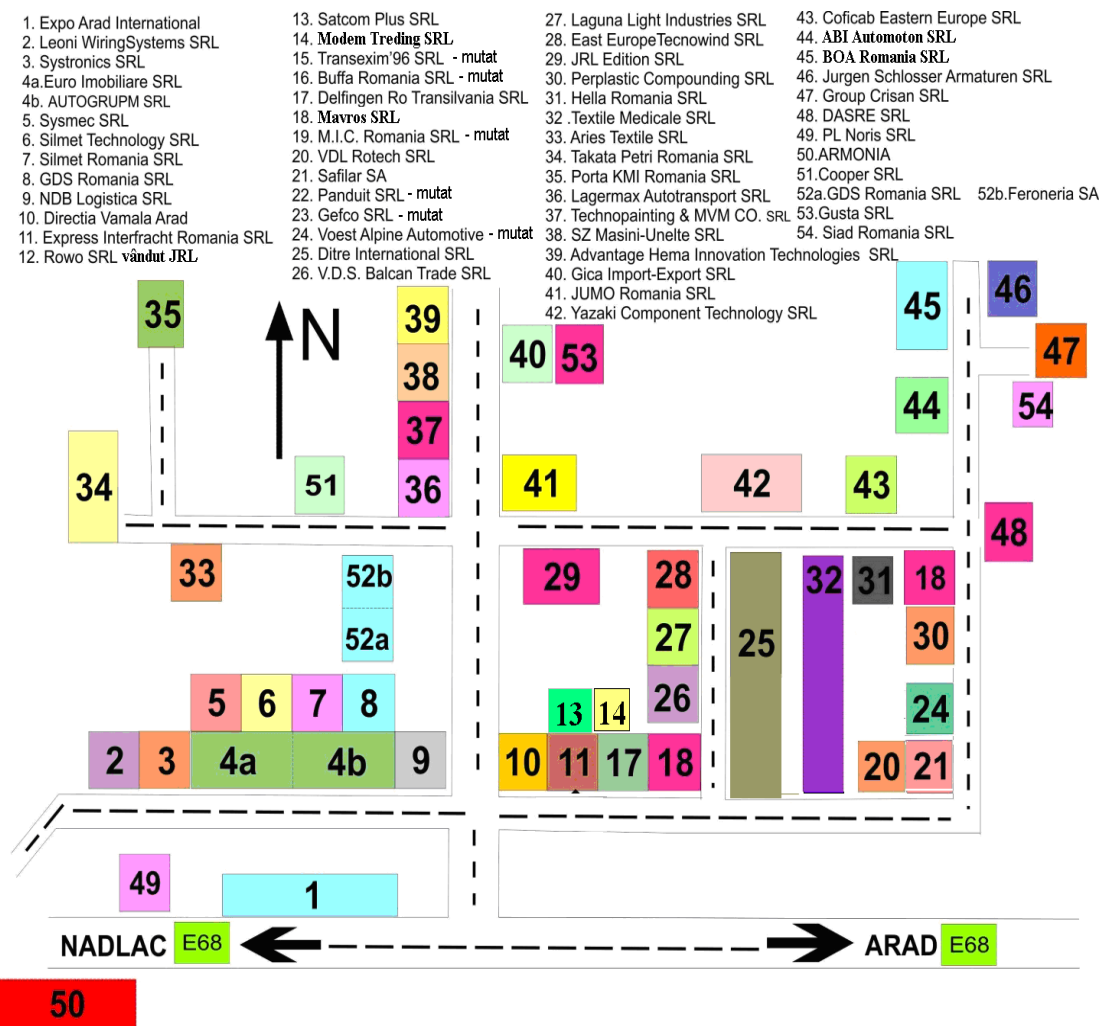 1. Expo Arad International
2. Leoni WiringSystems SRL
3. Systronics SRL
4a.Euro Imobiliare SRL
4b. AUTOGRUPM SRL
5. Sysmec SRL
6. Silmet Technology SRL
7. Silmet Romania SRL
8. GDS Romania SRL
9. NDB Logistica SRL
10. Directia Vamala Arad
11. Express Interfracht Romania SRL
12. Rowo SRL vândut JRL
13. Satcom Plus SRL
14. Modem Treding SRL
15. Transexim'96 SRL - mutat
16. Buffa Romania SRL - mutat
17. Delfingen Ro Transilvania SRL
18. Mavros SRL
19. M.I.C. Romania SRL - mutat
20. VDL Rotech SRL
21. Safilar SA
22. Panduit SRL - mutat
23. Gefco SRL - mutat
24. Voest Alpine Automotive - mutat
25. Ditre International SRL
26. V.D.S. Balcan Trade SRL
27. Laguna Light Industries SRL
28. East EuropeTecnowind SRL
29. JRL Edition SRL
30. Perplastic Compounding SRL
31. Hella Romania SRL
32 .Textile Medicale SRL
33. Aries Textile SRL
34. Takata Petri Romania SRL
35. Porta KMI Romania SRL
36. Lagermax Autotransport SRL
37. Technopainting & MVM CO. SRL
38. SZ Masini-Unelte SRL
39. Advantage Hema Innovation Technologies SRL
40. Gica Import-Export SRL
41. JUMO Romania SRL
42. Yazaki Component Technology SRL
43. Coficab Eastern Europe SRL
44. ABI Automoton SRL
45. BOA Romania SRL
46. Jurgen Schlosser Armaturen SRL
47. Group Crisan SRL
48. DASRE SRL
49. PL Noris SRL
50.ARMONIA
51.Cooper SRL
52a.GDS Romania SRL 52b.Feroneria SA
53.Gusta SRL
54. Siad Romania SRL
35
N
39
38
37
36
40
53
45
46
47
44
54
34
51
41
42
43
48
33
52b
52a
29
28
27
26
25
32
31
18
30
24
5
6
7
8
13
14
2
3
4a
4b
9
10
11
17
18
20
21
49
1
NADLAC E68
ARAD E68
50